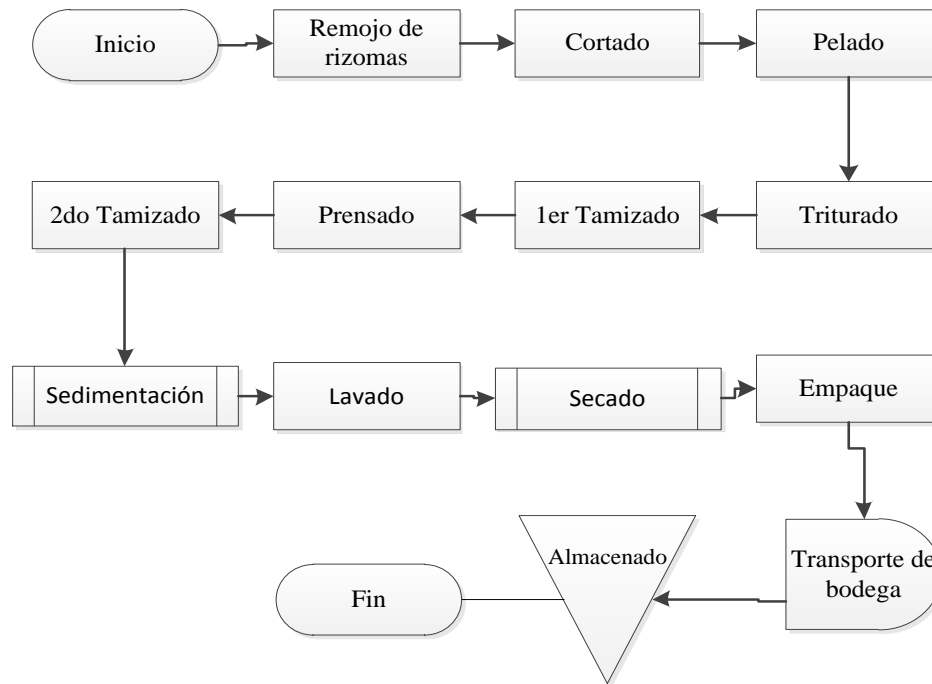 Inicio
Remojo de
rizomas
Cortado
Pelado
Triturado
1er Tamizado
Prensado
2do Tamizado
Sedimentación
Lavado
Secado
Empaque
Transporte de
bodega
Almacenado
Fin